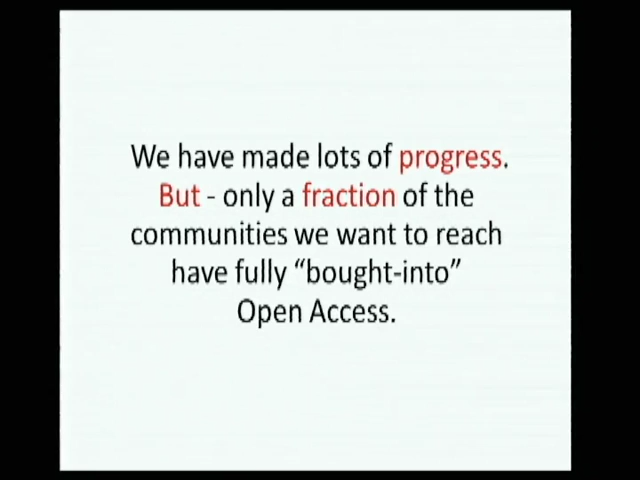 We have made lots of progress.
But - only a fraction of the
communities we want to reach
have fully “bought-into”
Open Access.